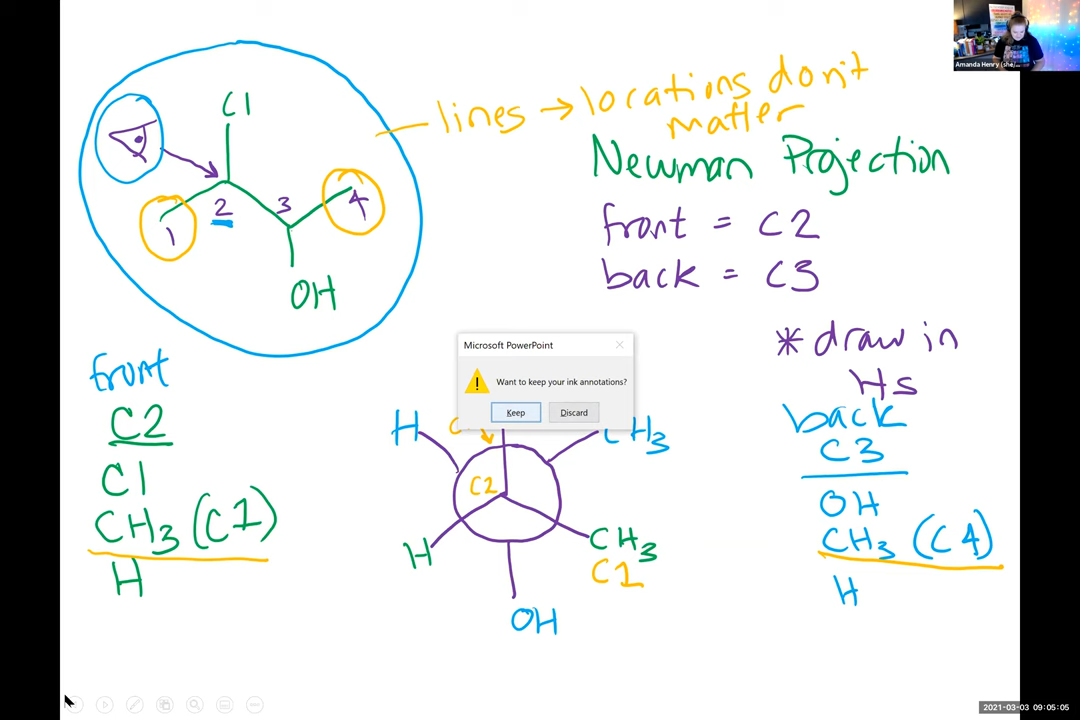 Cl
lines → locations don't
matter
Newman Projection
1
2
3
4
OH
front = C2
back = C3
* draw in
Hs
front
C2
Cl
CH3 (C1)
H
Microsoft PowerPoint
Want to keep your ink annotations?
Keep
Discard
H
CH3
C2
H
CH3
C1
OH
back
C3
OH
CH3 (C4)
H
Amanda Henry (she/
2021-03-03 09:05:05